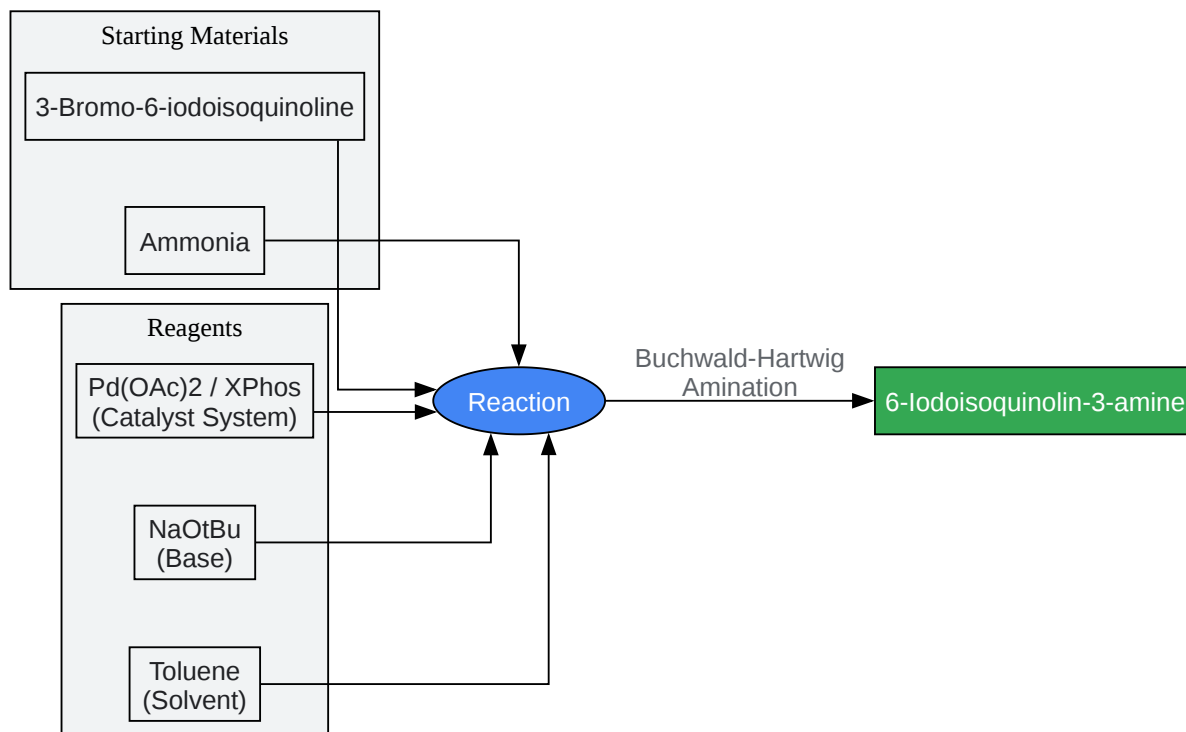 Starting Materials
3-Bromo-6-iodoisoquinoline
Ammonia
Reagents
Pd(OAc)2 / XPhos
(Catalyst System)
NaOtBu
(Base)
Toluene
(Solvent)
Reaction
Buchwald-Hartwig
Amination
6-Iodoisoquinolin-3-amine